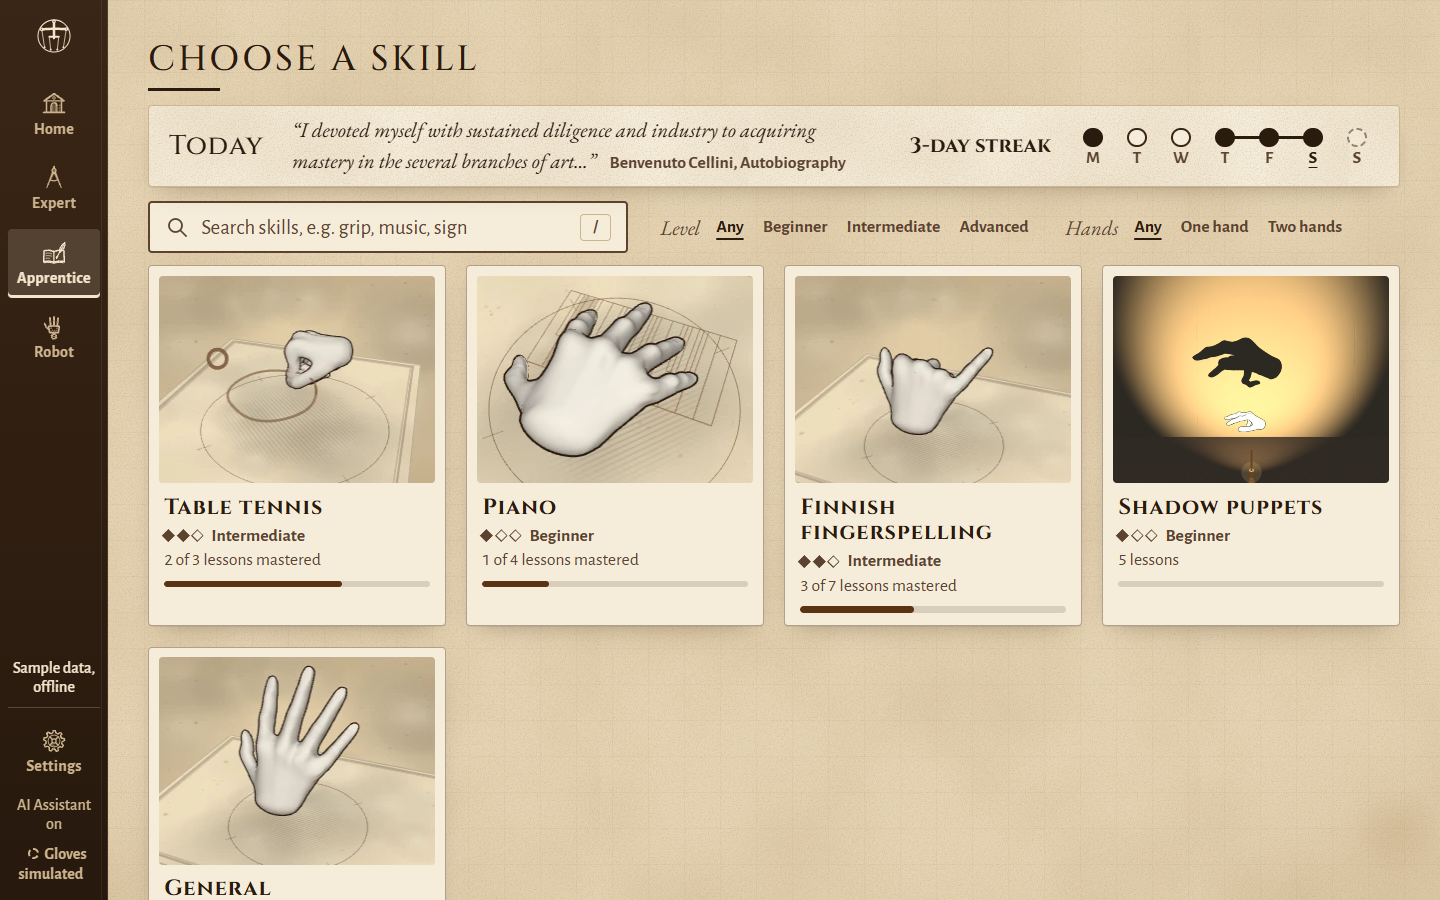 Home
Expert
Apprentice
Robot
Sample data,
offline
Settings
AI Assistant
on
Gloves
simulated
CHOOSE A SKILL
TODAY
“I devoted myself with sustained diligence and industry to acquiring
mastery in the several branches of art...” Benvenuto Cellini, Autobiography
3-DAY STREAK
M T W T F S S
Search skills, e.g. grip, music, sign /
Level Any Beginner Intermediate Advanced Hands Any One hand Two hands
TABLE TENNIS
Intermediate
2 of 3 lessons mastered
PIANO
Beginner
1 of 4 lessons mastered
FINNISH
FINGERSPELLING
Intermediate
3 of 7 lessons mastered
SHADOW PUPPETS
Beginner
5 lessons
GENERAL